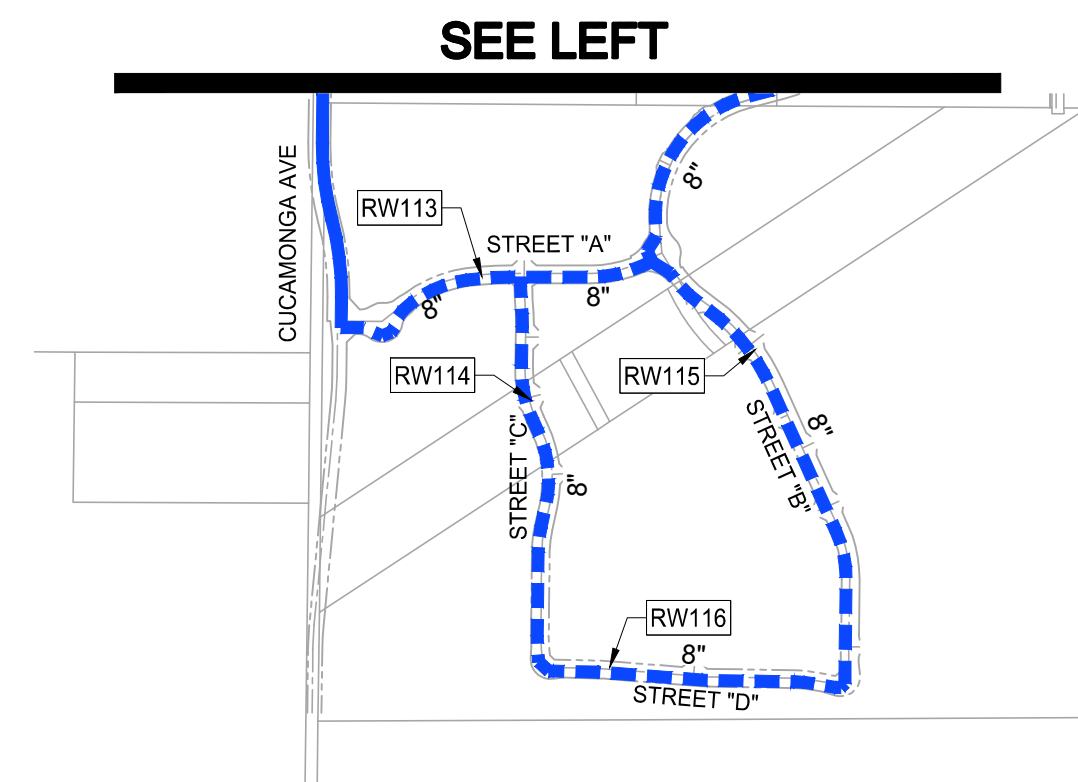 SEE LEFT
CUCAMONGA AVE
8"
RW113
STREET "A"
8"
8"
RW114
RW115
STREET "C"
8"
STREET "B"
8"
RW116
8"
STREET "D"